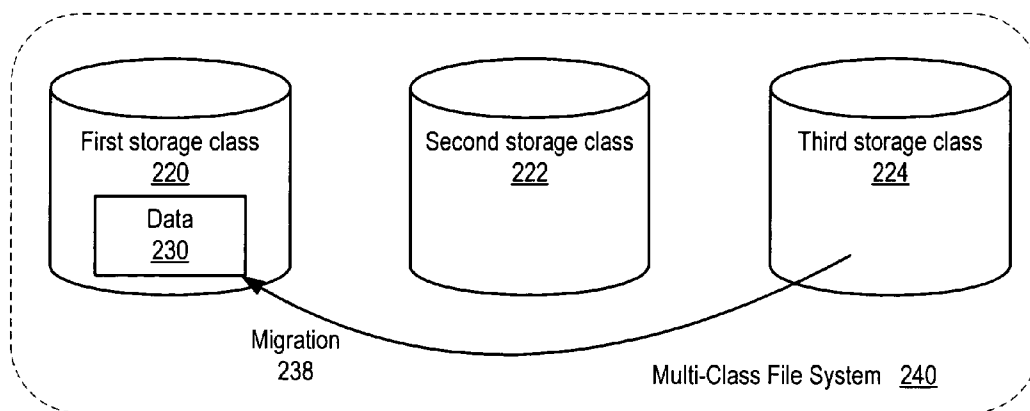 First storage class
220
Data
230
Second storage class
222
Third storage class
224
Migration
238
Multi-Class File System 240